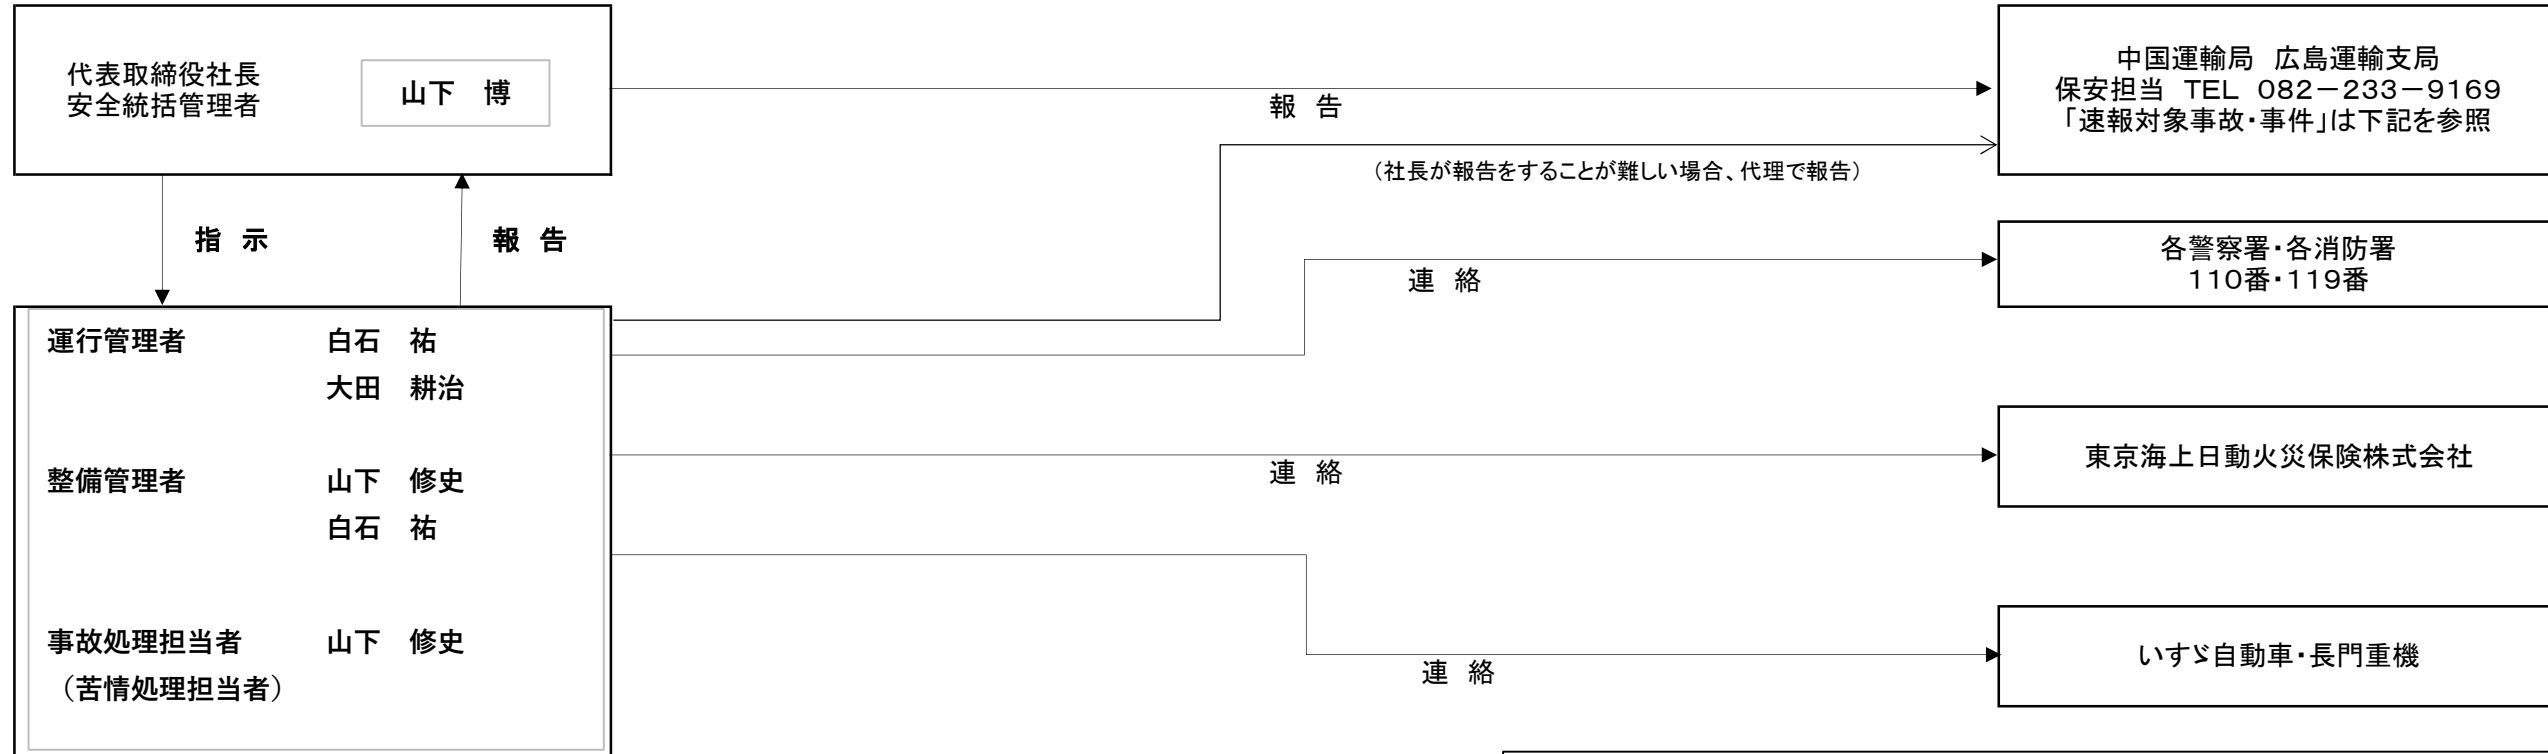 代表取締役社長
安全統括管理者
山下　博
報　告
中国運輸局　広島運輸支局
保安担当　TEL　082－233－9169
「速報対象事故・事件」は下記を参照
（社長が報告をすることが難しい場合、代理で報告）
指　示
報　告
連　絡
各警察署・各消防署
110番・119番
運行管理者　白石　祐
大田　耕治
整備管理者　山下　修史
白石　祐
連　絡
東京海上日動火災保険株式会社
事故処理担当者　山下　修史
（苦情処理担当者）
連　絡
いすゞ自動車・長門重機